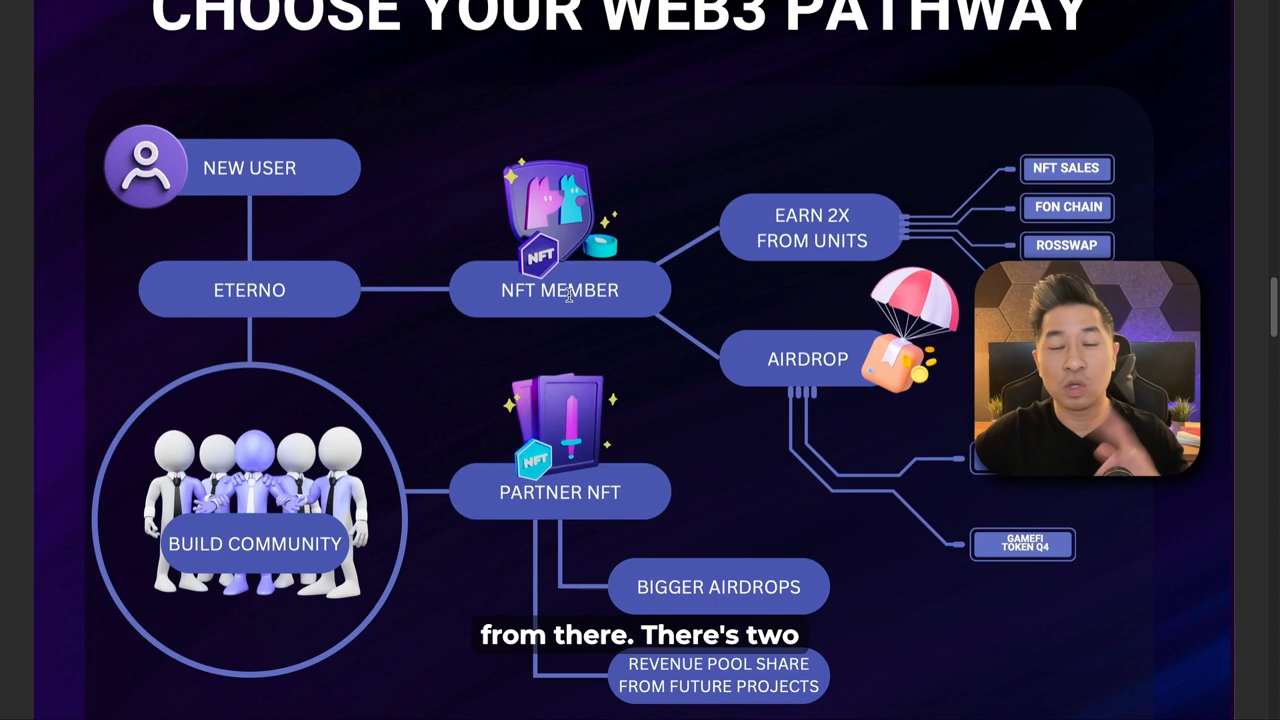 CHOOSE YOUR WEB3 PATHWAY
NEW USER
ETERNO
BUILD COMMUNITY
NFT
NFT MEMBER
NFT
PARTNER NFT
EARN 2X
FROM UNITS
AIRDROP
NFT SALES
FON CHAIN
ROSSWAP
GAMEFI
TOKEN Q4
BIGGER AIRDROPS
from there. There's two
REVENUE POOL SHARE
FROM FUTURE PROJECTS